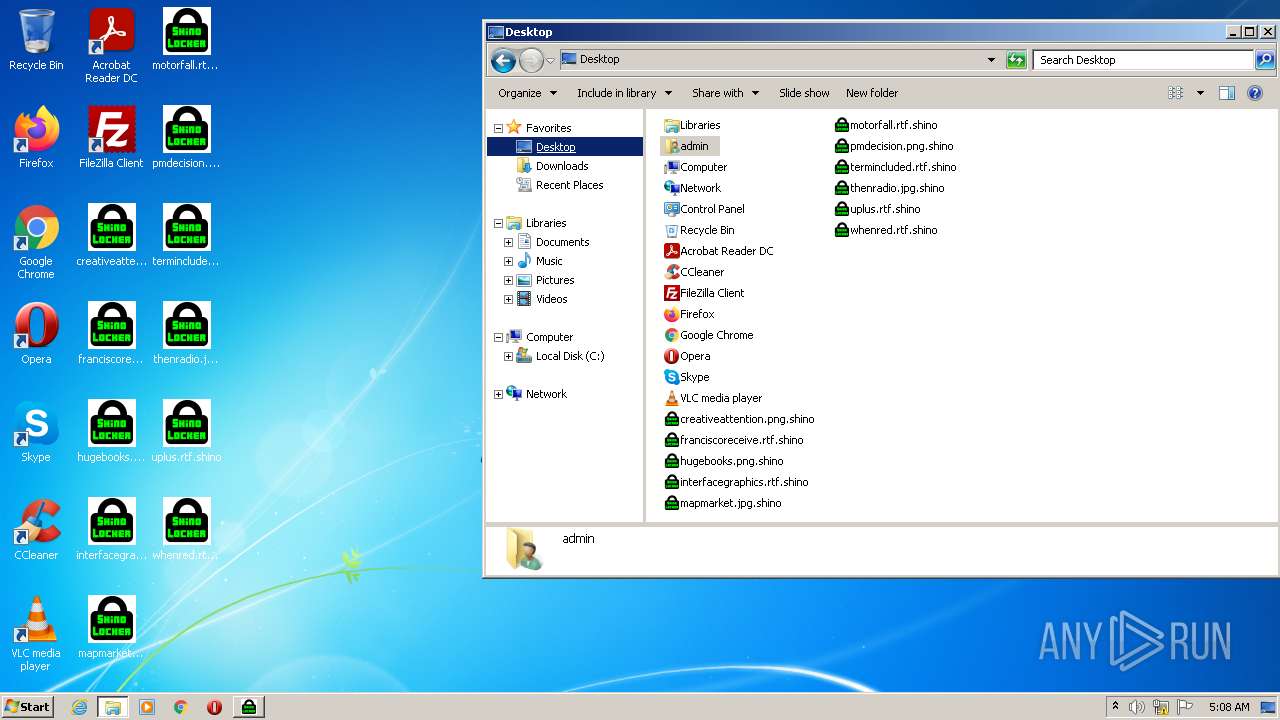 Recycle Bin
Acrobat
Reader DC
Shino
Locker
motorfall.rt...
Firefox
FileZilla Client
Shino
Locker
pmdecision....
Google
Chrome
Shino
Locker
creativeatte...
Shino
Locker
terminclude...
Opera
Shino
Locker
franciscore...
Shino
Locker
thenradio.j...
Skype
Shino
Locker
hugebooks....
Shino
Locker
uplus.rtf.shino
CCleaner
Shino
Locker
interfacegra...
Shino
Locker
whenred.rt...
VLC media
player
Shino
Locker
mapmarket....
Desktop
Desktop
Search Desktop
Organize
Include in library
Share with
Slide show
New folder
Favorites
Desktop
Downloads
Recent Places
Libraries
Documents
Music
Pictures
Videos
Computer
Local Disk (C:)
Network
Libraries
admin
Computer
Network
Control Panel
Recycle Bin
Acrobat Reader DC
CCleaner
FileZilla Client
Firefox
Google Chrome
Opera
Skype
VLC media player
creativeattention.png.shino
franciscoreceive.rtf.shino
hugebooks.png.shino
interfacegraphics.rtf.shino
mapmarket.jpg.shino
motorfall.rtf.shino
pmdecision.png.shino
termincluded.rtf.shino
thenradio.jpg.shino
uplus.rtf.shino
whenred.rtf.shino
admin
ANY RUN
Start
5:08 AM